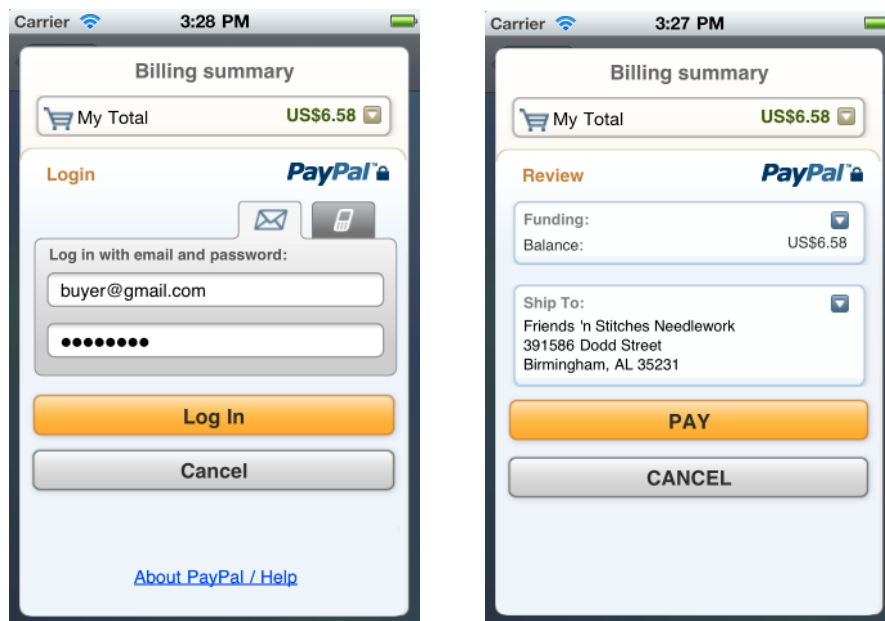 Carrier 3:28 PM
Billing summary
My Total US$6.58
Login PayPal™
Log in with email and password:
buyer@gmail.com
●●●●●●●●
Log In
Cancel
About PayPal / Help
Carrier 3:27 PM
Billing summary
My Total US$6.58
Review PayPal™
Funding:
Balance: US$6.58
Ship To:
Friends 'n Stitches Needlework
391586 Dodd Street
Birmingham, AL 35231
PAY
CANCEL